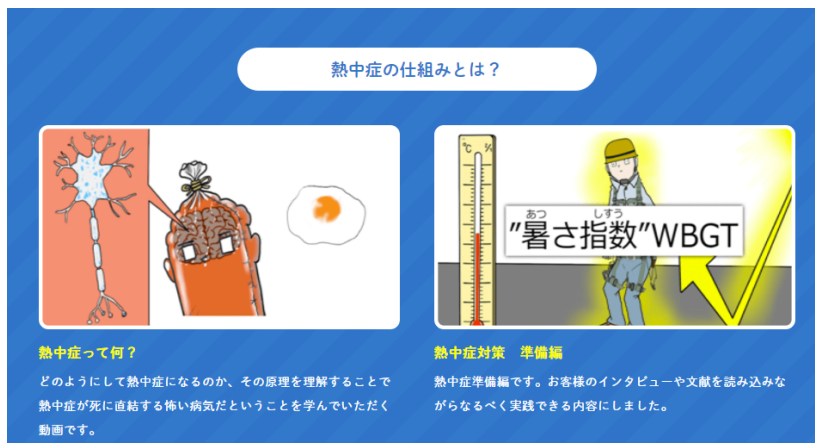 熱中症の仕組みとは？
℃
あつ しすう
”暑さ指数”WBGT
熱中症って何？
どのようにして熱中症になるのか、その原理を理解することで
熱中症が死に直結する怖い病気だということを学んでいただく
動画です。
熱中症対策　準備編
熱中症準備編です。お客様のインタビューや文献を読み込みな
がらなるべく実践できる内容にしました。